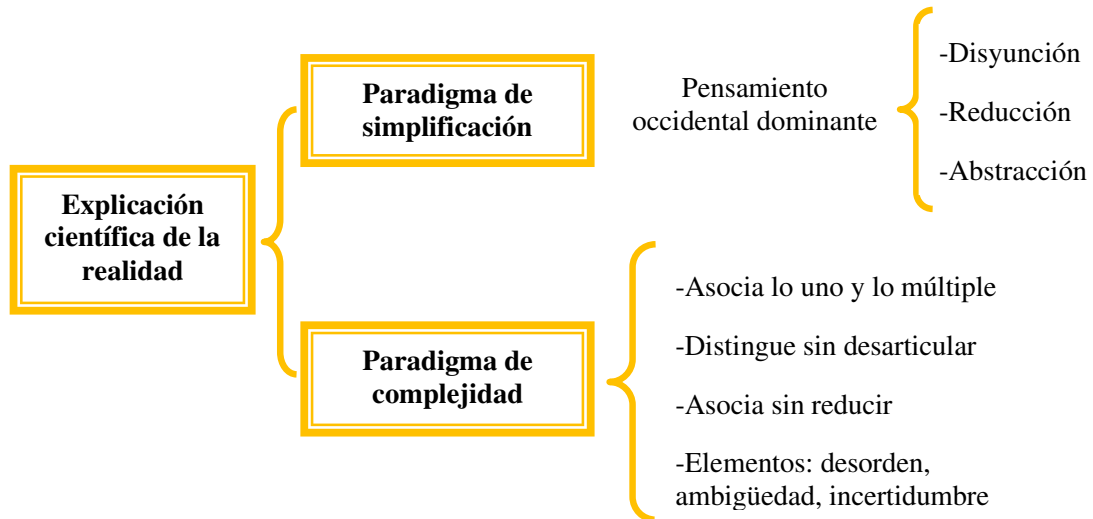 Explicación
científica de la
realidad
Paradigma de
simplificación
Pensamiento
occidental dominante
-Disyunción
-Reducción
-Abstracción
Paradigma de
complejidad
-Asocia lo uno y lo múltiple
-Distingue sin desarticular
-Asocia sin reducir
-Elementos: desorden,
ambigüedad, incertidumbre